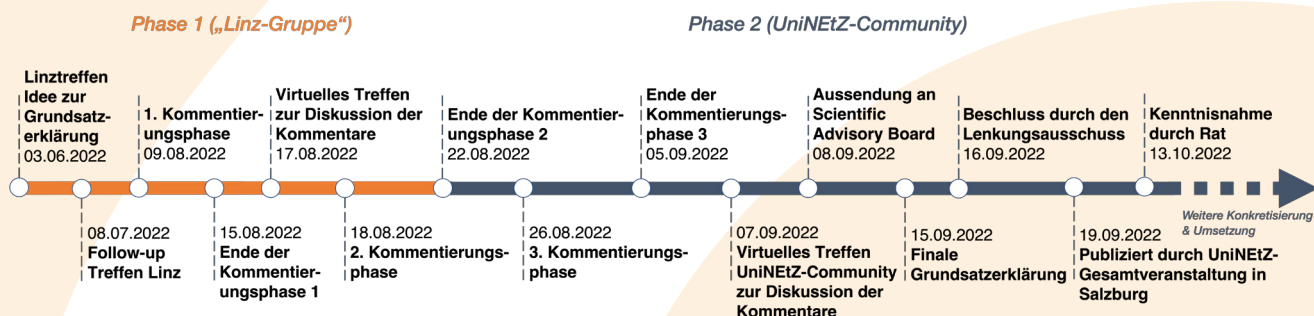 Phase 1 („Linz-Gruppe“)
Phase 2 (UniNEtZ-Community)
Linztreffen
Idee zur
Grundsatz-
erklärung
03.06.2022
1. Kommentier-
ungsphase
09.08.2022
Virtuelles Treffen
zur Diskussion der
Kommentare
17.08.2022
Ende der Kommentier-
ungsphase 2
22.08.2022
Ende der
Kommentierungs-
phase 3
05.09.2022
Aussendung an
Scientific
Advisory Board
08.09.2022
Beschluss durch den
Lenkungsausschuss
16.09.2022
Kenntnisnahme
durch Rat
13.10.2022
08.07.2022
Follow-up
Treffen Linz
15.08.2022
Ende der
Kommentier-
ungsphase 1
18.08.2022
2. Kommentierungs-
phase
26.08.2022
3. Kommentierungs-
phase
07.09.2022
Virtuelles Treffen
UniNEtZ-Community
zur Diskussion der
Kommentare
15.09.2022
Finale
Grundsatzerklärung
19.09.2022
Publiziert durch UniNEtZ-
Gesamtveranstaltung in
Salzburg
Weitere Konkretisierung
& Umsetzung